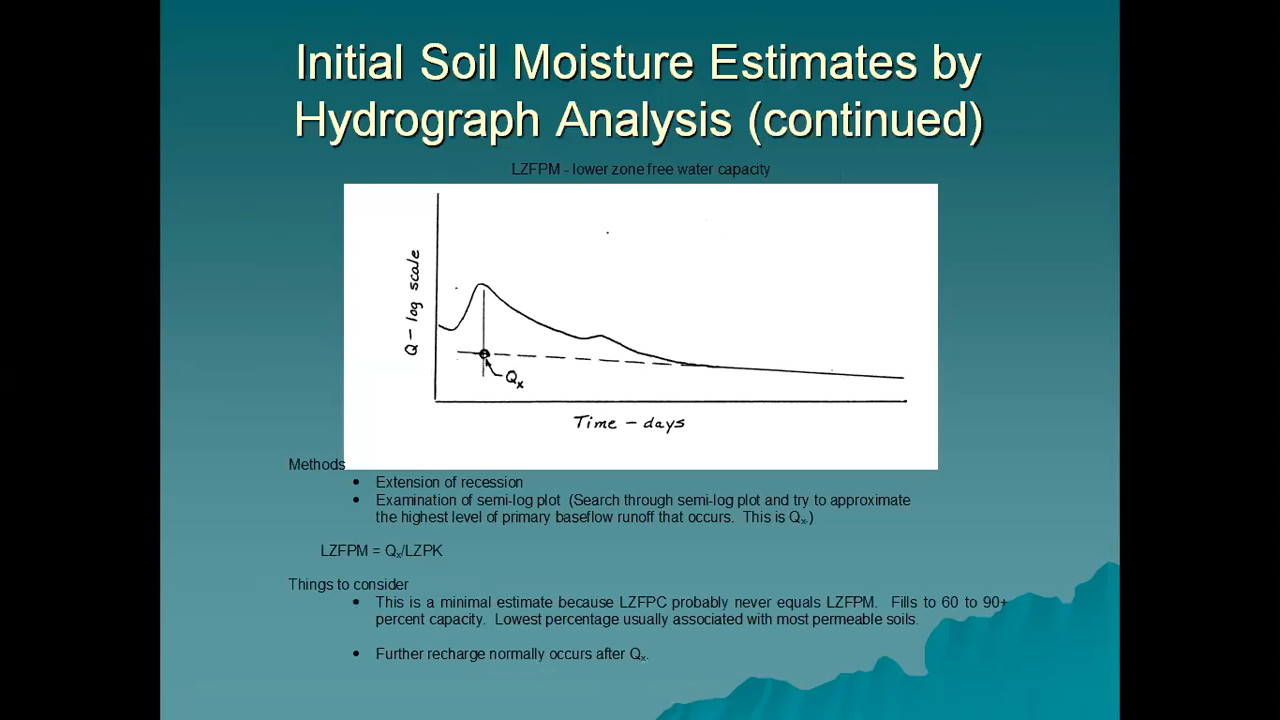 Initial Soil Moisture Estimates by
Hydrograph Analysis (continued)
LZFPM - lower zone free water capacity
Q - log scale
Qx
Time - days
Methods
• Extension of recession
• Examination of semi-log plot (Search through semi-log plot and try to approximate
the highest level of primary baseflow runoff that occurs. This is Qx.)
LZFPM = Qx/LZPK
Things to consider
• This is a minimal estimate because LZFPC probably never equals LZFPM. Fills to 60 to 90+
percent capacity. Lowest percentage usually associated with most permeable soils.
• Further recharge normally occurs after Qx.